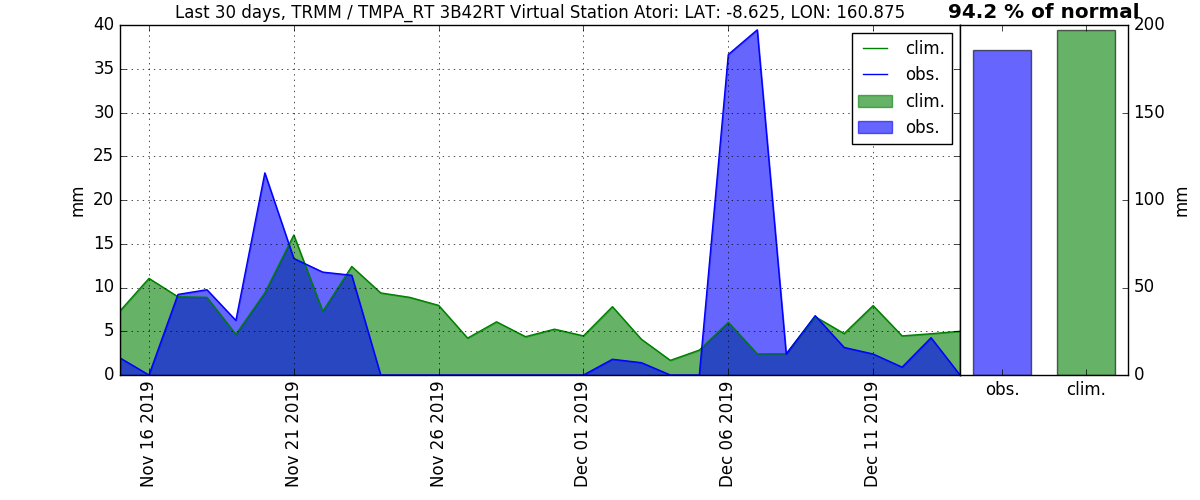 Last 30 days, TRMM / TMPA_RT 3B42RT Virtual Station Atori: LAT: -8.625, LON: 160.875
94.2 % of normal
40
35
30
25
20
15
10
5
0
mm
clim.
obs.
clim.
obs.
200
150
100
50
0
mm
Nov 16 2019
Nov 21 2019
Nov 26 2019
Dec 01 2019
Dec 06 2019
Dec 11 2019
obs.
clim.